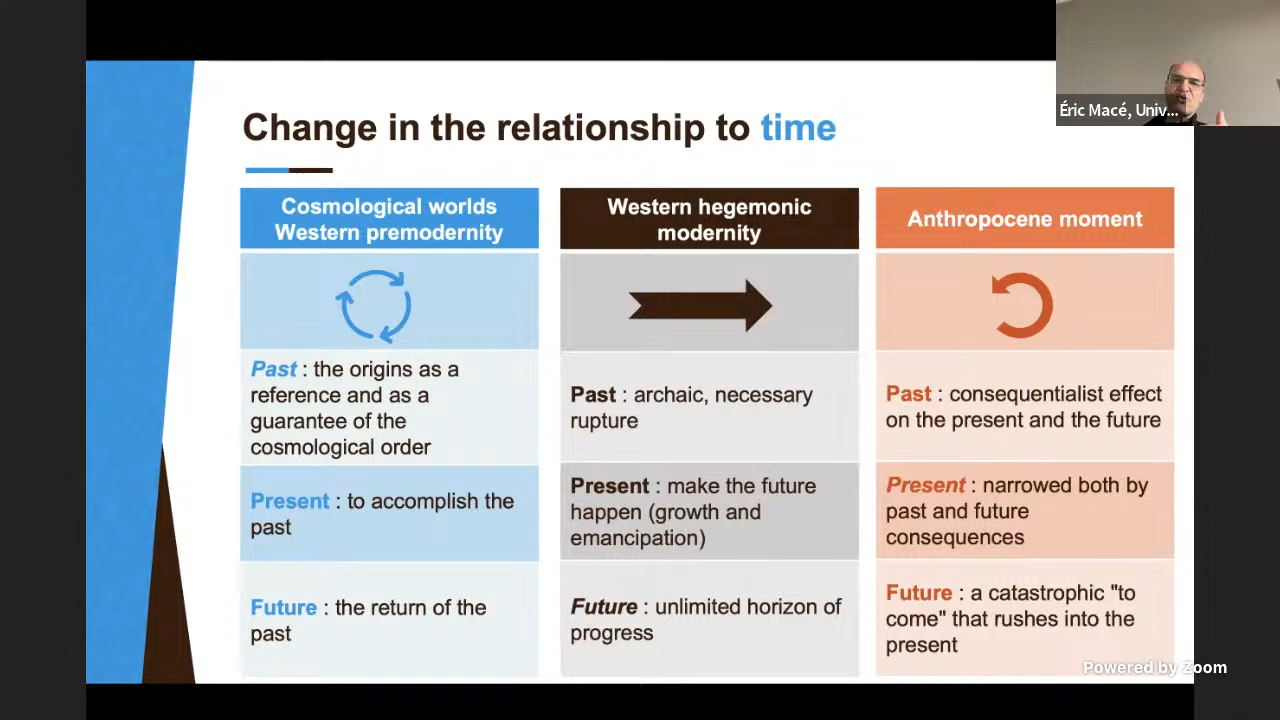 Change in the relationship to time
Éric Macé, Univ...
Cosmological worlds
Western premodernity
Western hegemonic
modernity
Anthropocene moment
Past : the origins as a
reference and as a
guarantee of the
cosmological order
Past : archaic, necessary
rupture
Past : consequentialist effect
on the present and the future
Present : to accomplish the
past
Present : make the future
happen (growth and
emancipation)
Present : narrowed both by
past and future
consequences
Future : the return of the
past
Future : unlimited horizon of
progress
Future : a catastrophic "to
come" that rushes into the
present
Powered by Zoom